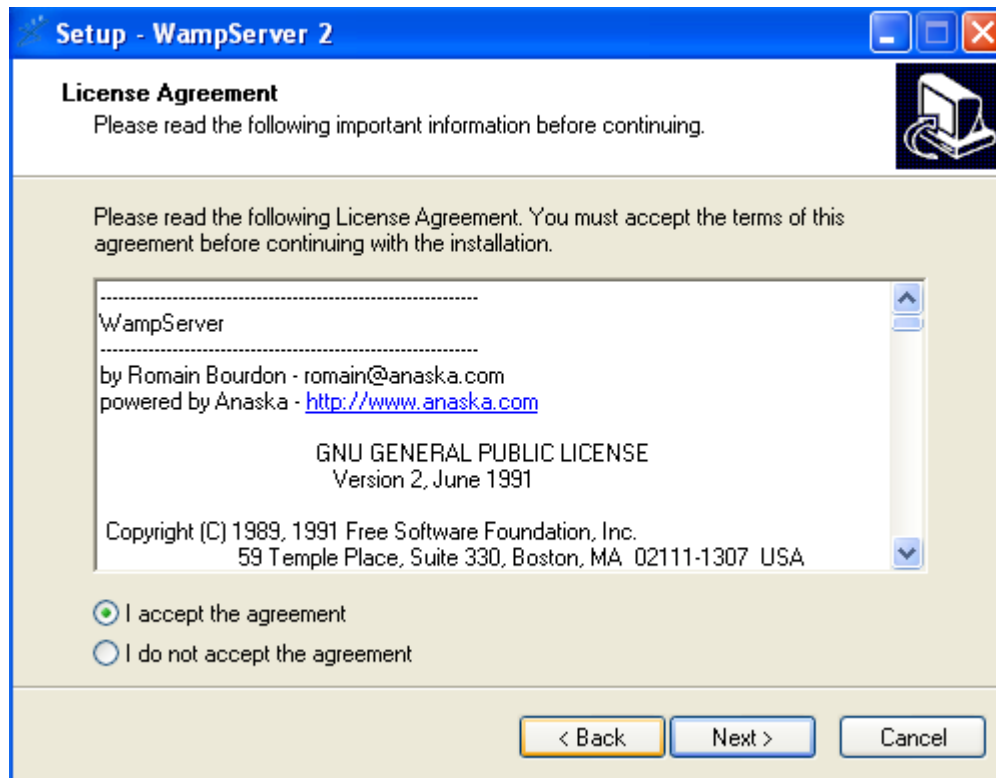 Setup - WampServer 2
License Agreement
Please read the following important information before continuing.
Please read the following License Agreement. You must accept the terms of this
agreement before continuing with the installation.
---------------------------------------------------------------
WampServer
---------------------------------------------------------------
by Romain Bourdon - romain@anaska.com
powered by Anaska - http://www.anaska.com
GNU GENERAL PUBLIC LICENSE
Version 2, June 1991
Copyright (C) 1989, 1991 Free Software Foundation, Inc.
59 Temple Place, Suite 330, Boston, MA  02111-1307  USA
I accept the agreement
I do not accept the agreement
< Back Next > Cancel